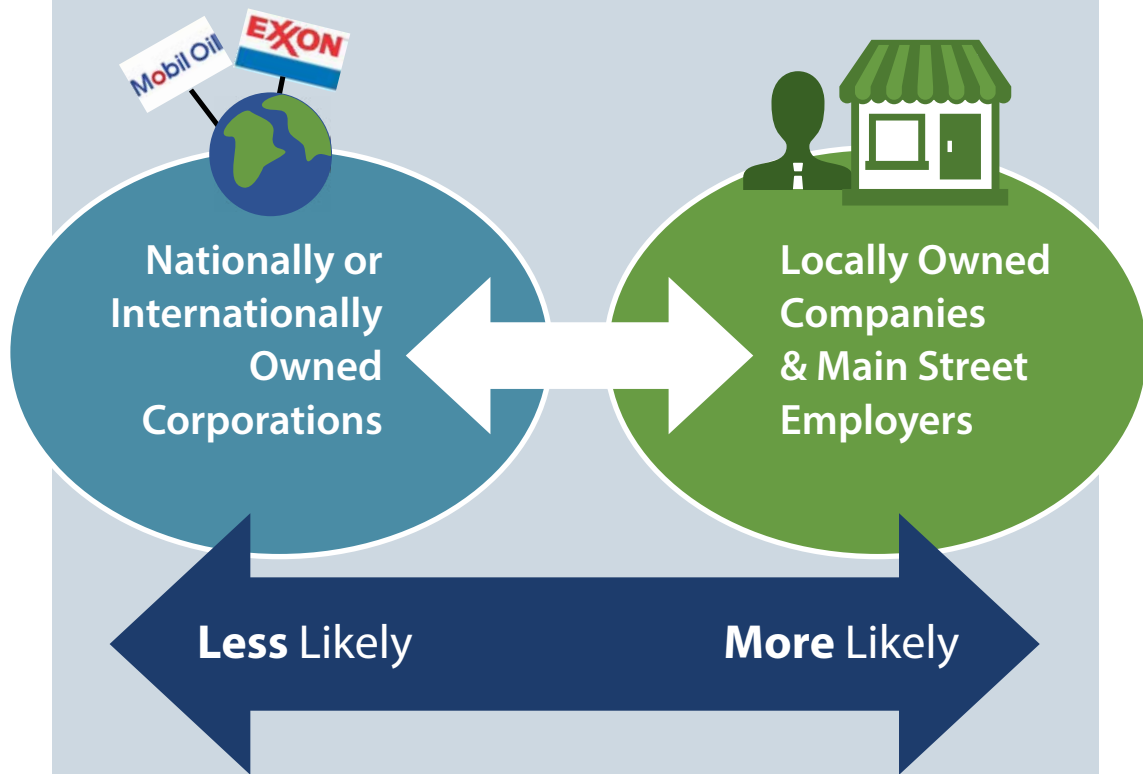 Mobil Oil
EXXON
Nationally or
Internationally
Owned
Corporations
Locally Owned
Companies
& Main Street
Employers
Less Likely
More Likely